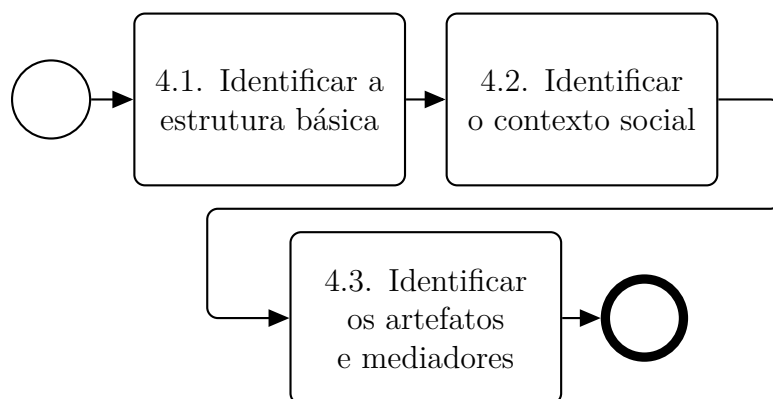 4.1. Identificar a
estrutura básica
4.2. Identificar
o contexto social
4.3. Identificar
os artefatos
e mediadores